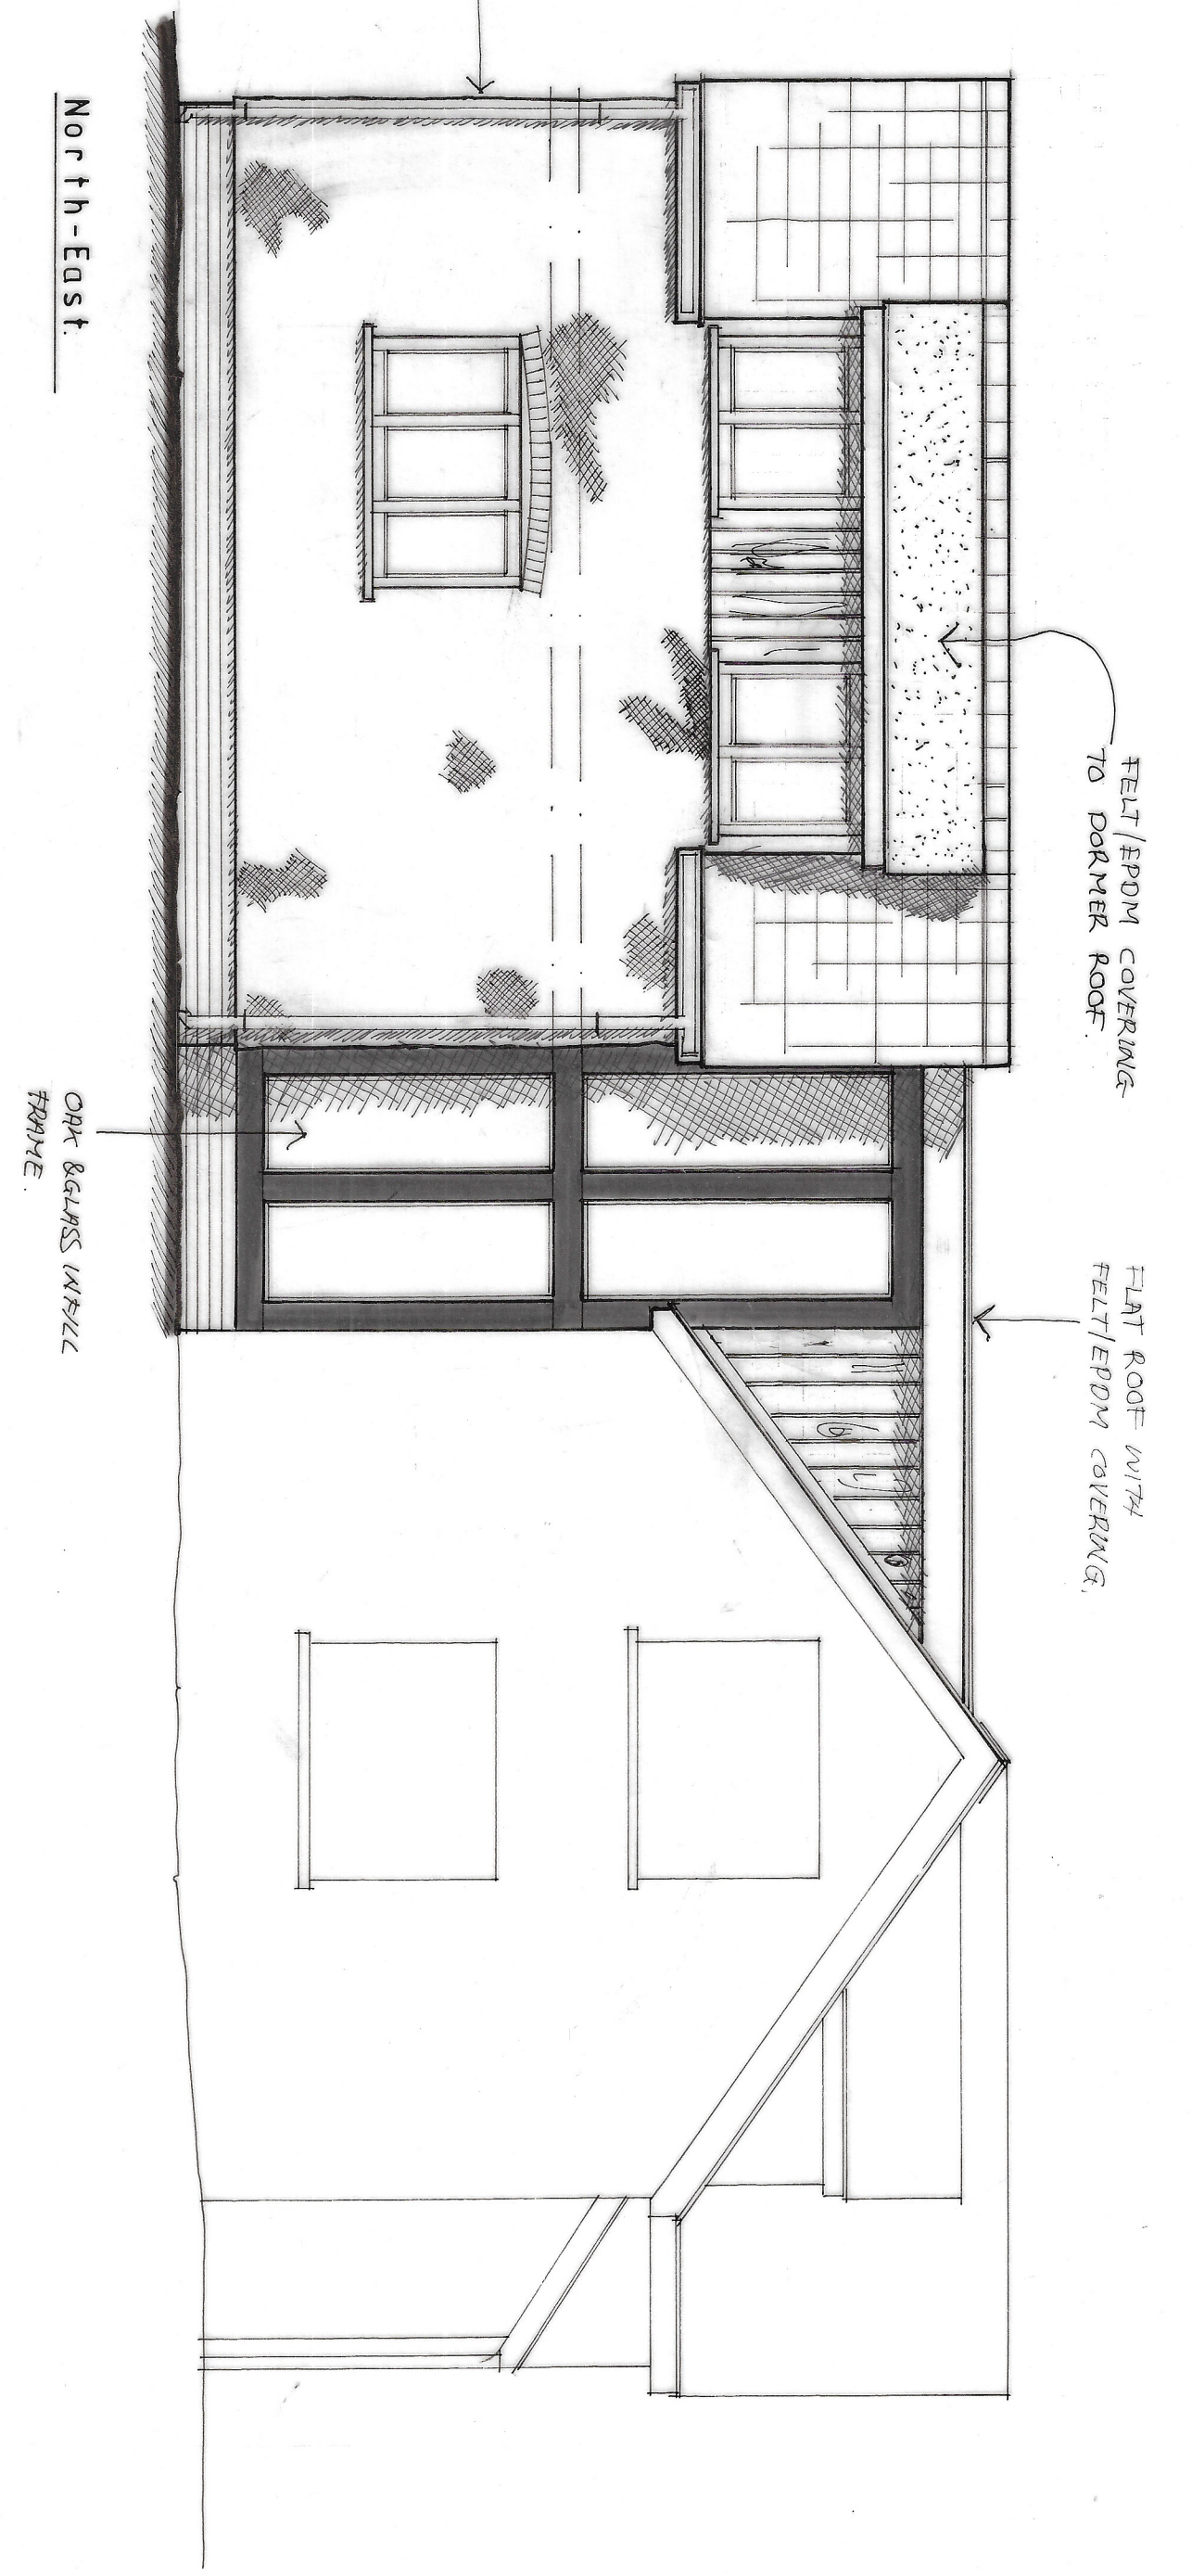 FELT/EPDM COVERING
TO DORMER ROOF.
FLAT ROOF WITH
FELT/EPDM COVERING.
OAK & GLASS INFILL
FRAME.
North-East.